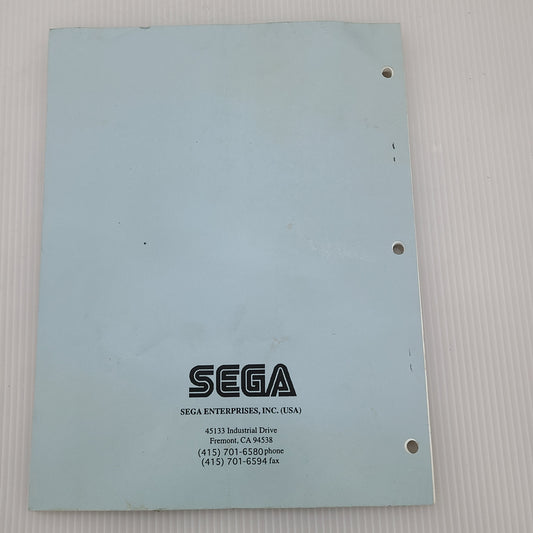 SEGA
SEGA ENTERPRISES, INC. (USA)
45133 Industrial Drive
Fremont, CA 94538
(415) 701-6580 phone
(415) 701-6594 fax